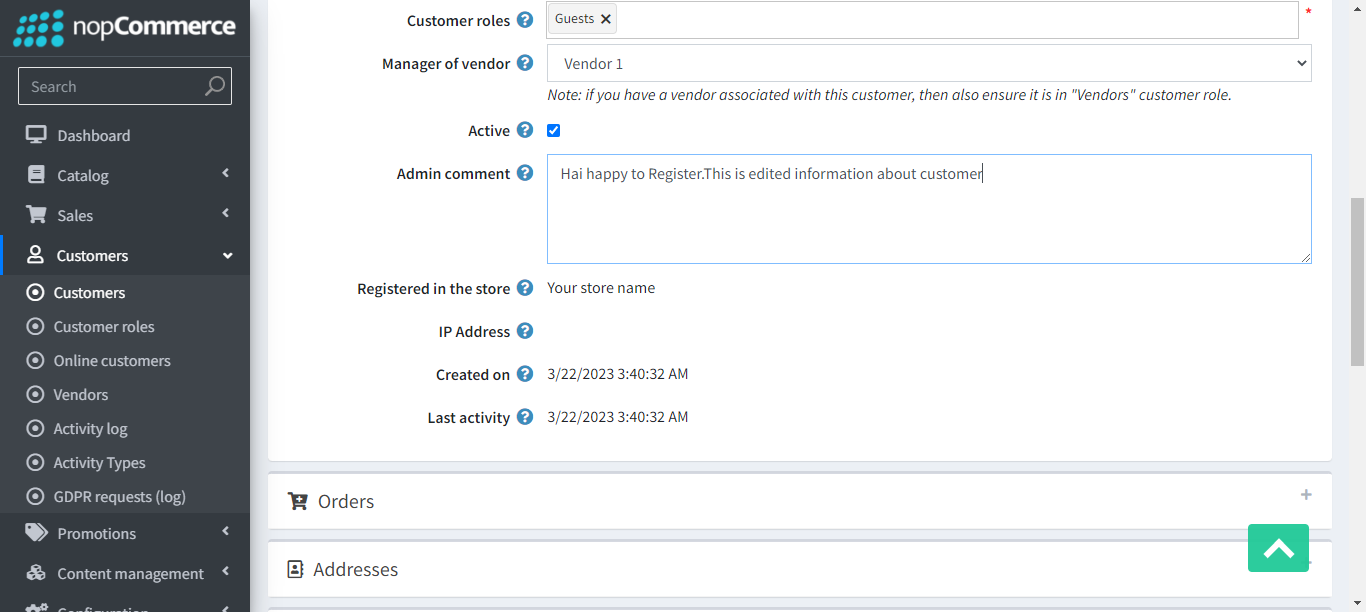 nopCommerce
Search
Dashboard
Catalog
Sales
Customers
Customers
Customer roles
Online customers
Vendors
Activity log
Activity Types
GDPR requests (log)
Promotions
Content management
Configuration
Customer roles ? Guests ✕ *
Manager of vendor ? Vendor 1
Note: if you have a vendor associated with this customer, then also ensure it is in "Vendors" customer role.
Active ?
Admin comment ? Hai happy to Register.This is edited information about customer
Registered in the store ? Your store name
IP Address ?
Created on ? 3/22/2023 3:40:32 AM
Last activity ? 3/22/2023 3:40:32 AM
Orders
Addresses